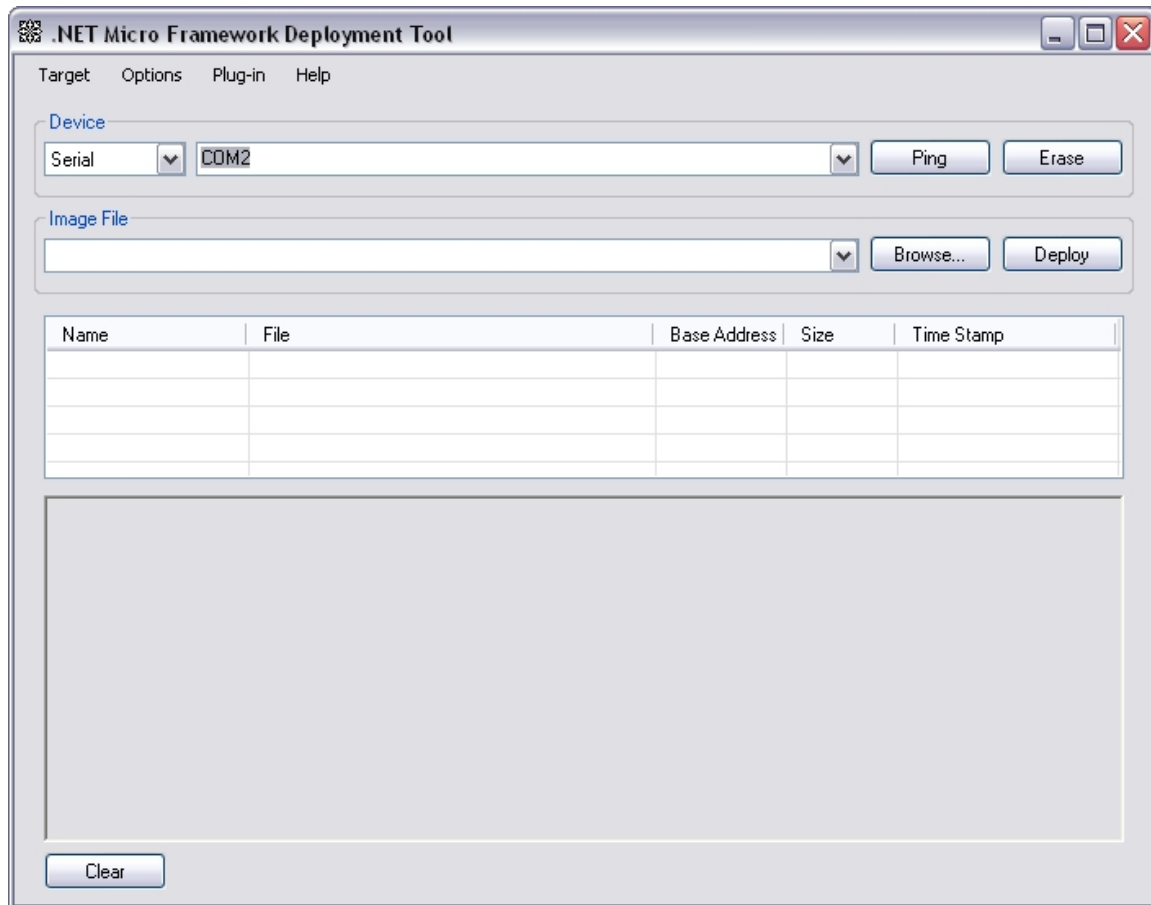 .NET Micro Framework Deployment Tool
Target Options Plug-in Help
Device
Serial COM2 Ping Erase
Image File
Browse... Deploy
Name File Base Address Size Time Stamp
Clear